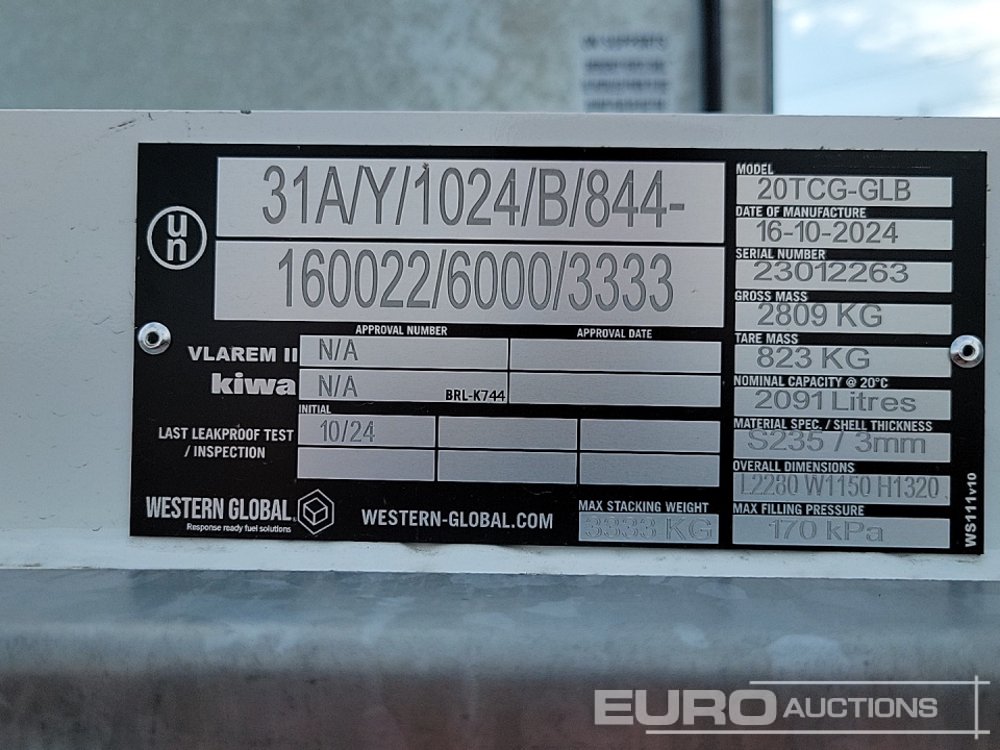 un
31A/Y/1024/B/844-
160022/6000/3333
APPROVAL NUMBER APPROVAL DATE
VLAREM II N/A
kiwa N/A BRL-K744
INITIAL
LAST LEAKPROOF TEST / INSPECTION
10/24
WESTERN GLOBAL
Response ready fuel solutions
WESTERN-GLOBAL.COM
MAX STACKING WEIGHT
3333 KG
MODEL
20TCG-GLB
DATE OF MANUFACTURE
16-10-2024
SERIAL NUMBER
23012263
GROSS MASS
2809 KG
TARE MASS
823 KG
NOMINAL CAPACITY @ 20°C
2091 Litres
MATERIAL SPEC. / SHELL THICKNESS
S235 / 3mm
OVERALL DIMENSIONS
L2280 W1150 H1320
MAX FILLING PRESSURE
170 kPa
WS111v10
EURO AUCTIONS